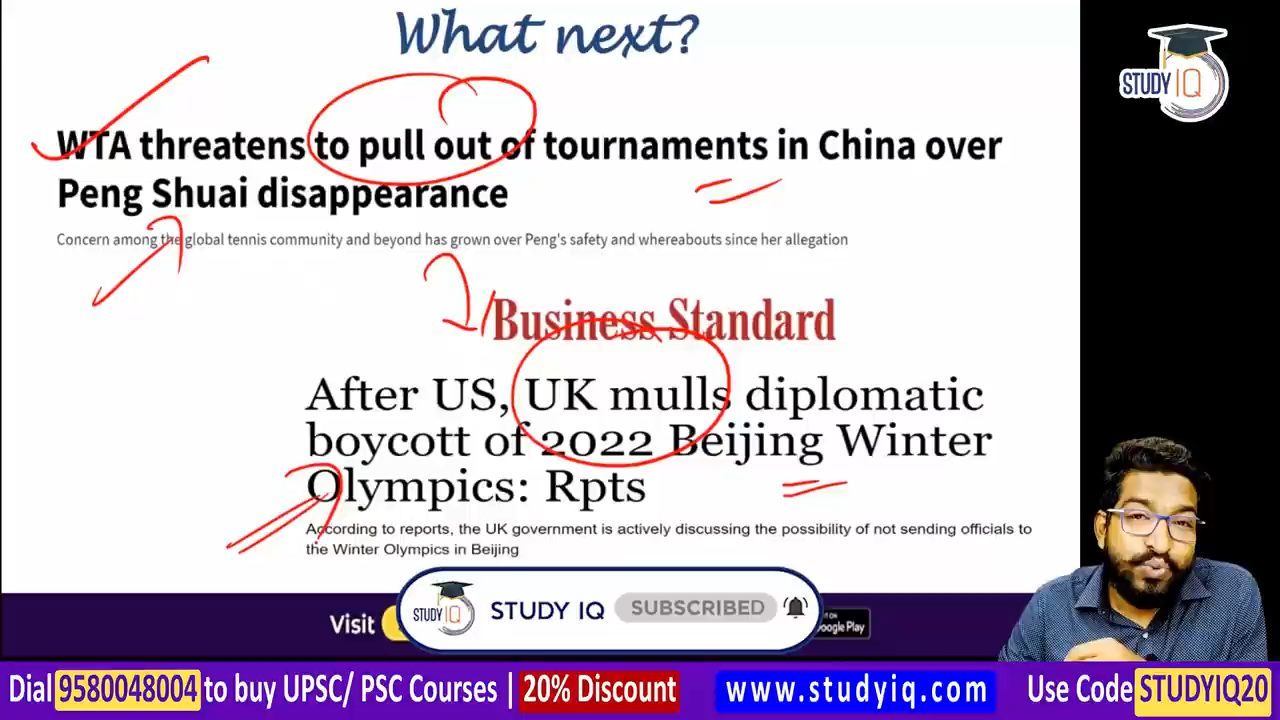 What next?
STUDY IQ
WTA threatens to pull out of tournaments in China over
Peng Shuai disappearance
Concern among the global tennis community and beyond has grown over Peng's safety and whereabouts since her allegation
Business Standard
After US, UK mulls diplomatic
boycott of 2022 Beijing Winter
Olympics: Rpts
According to reports, the UK government is actively discussing the possibility of not sending officials to
the Winter Olympics in Beijing
Visit
STUDY IQ
STUDY IQ
SUBSCRIBED
Google Play
Dial 9580048004 to buy UPSC/ PSC Courses | 20% Discount
www.studyiq.com
Use Code STUDYIQ20